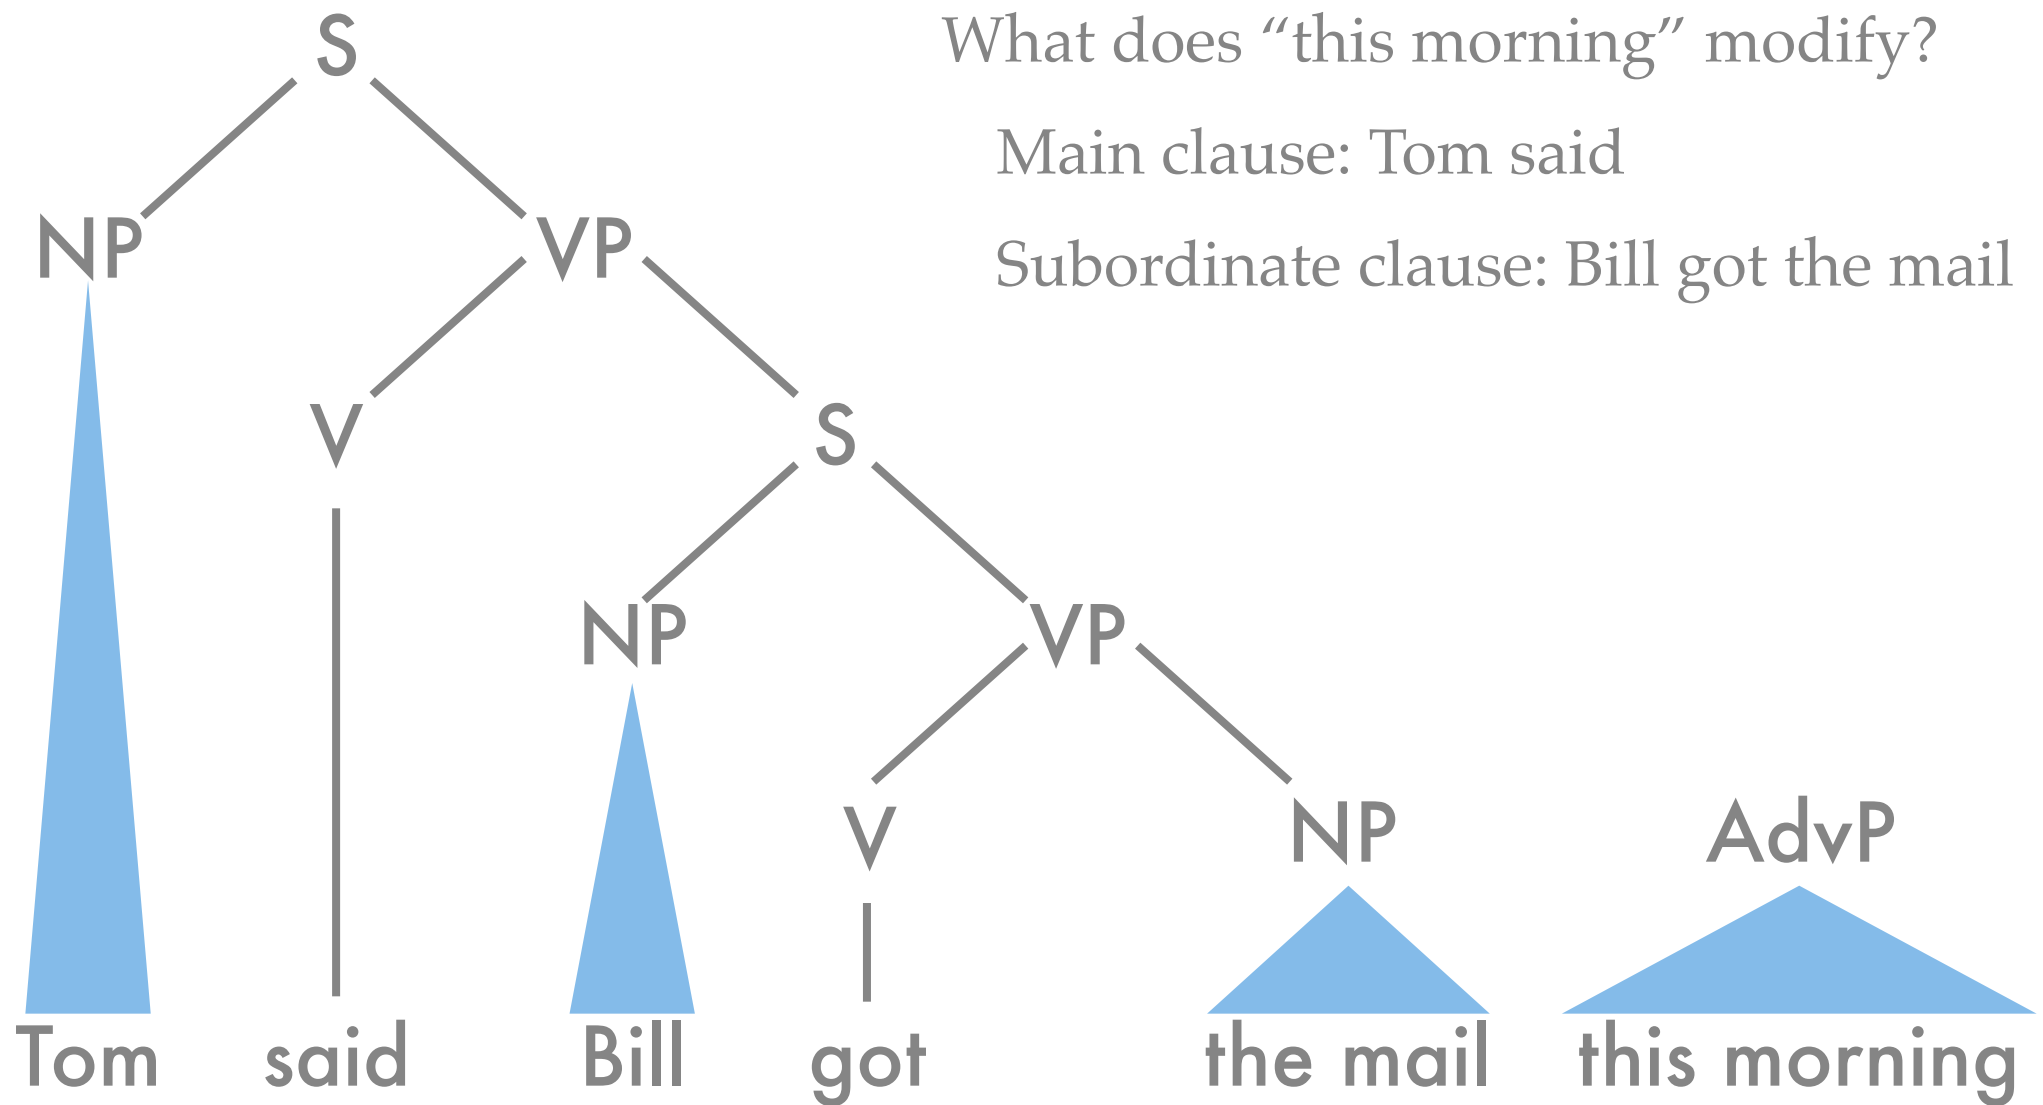 S
What does “this morning” modify?
Main clause: Tom said
NP VP
Subordinate clause: Bill got the mail
V S
NP VP
V NP AdvP
Tom said Bill got the mail this morning